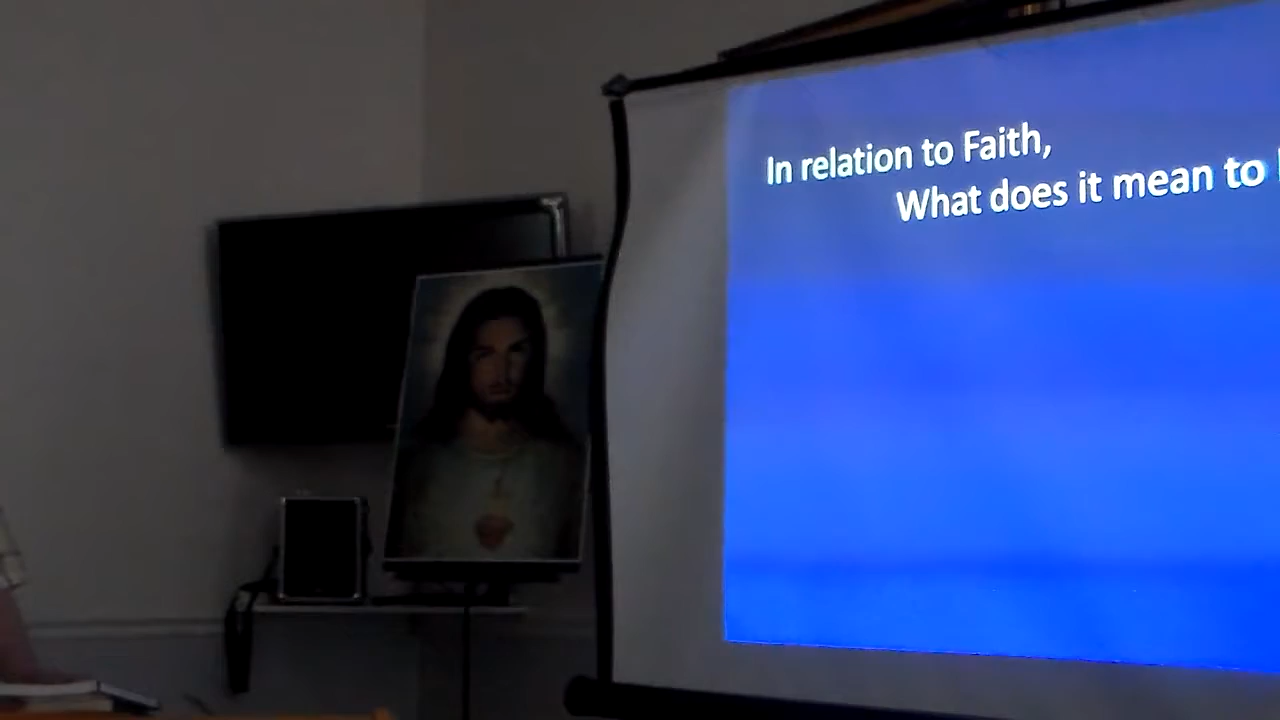 In relation to Faith,
What does it mean to